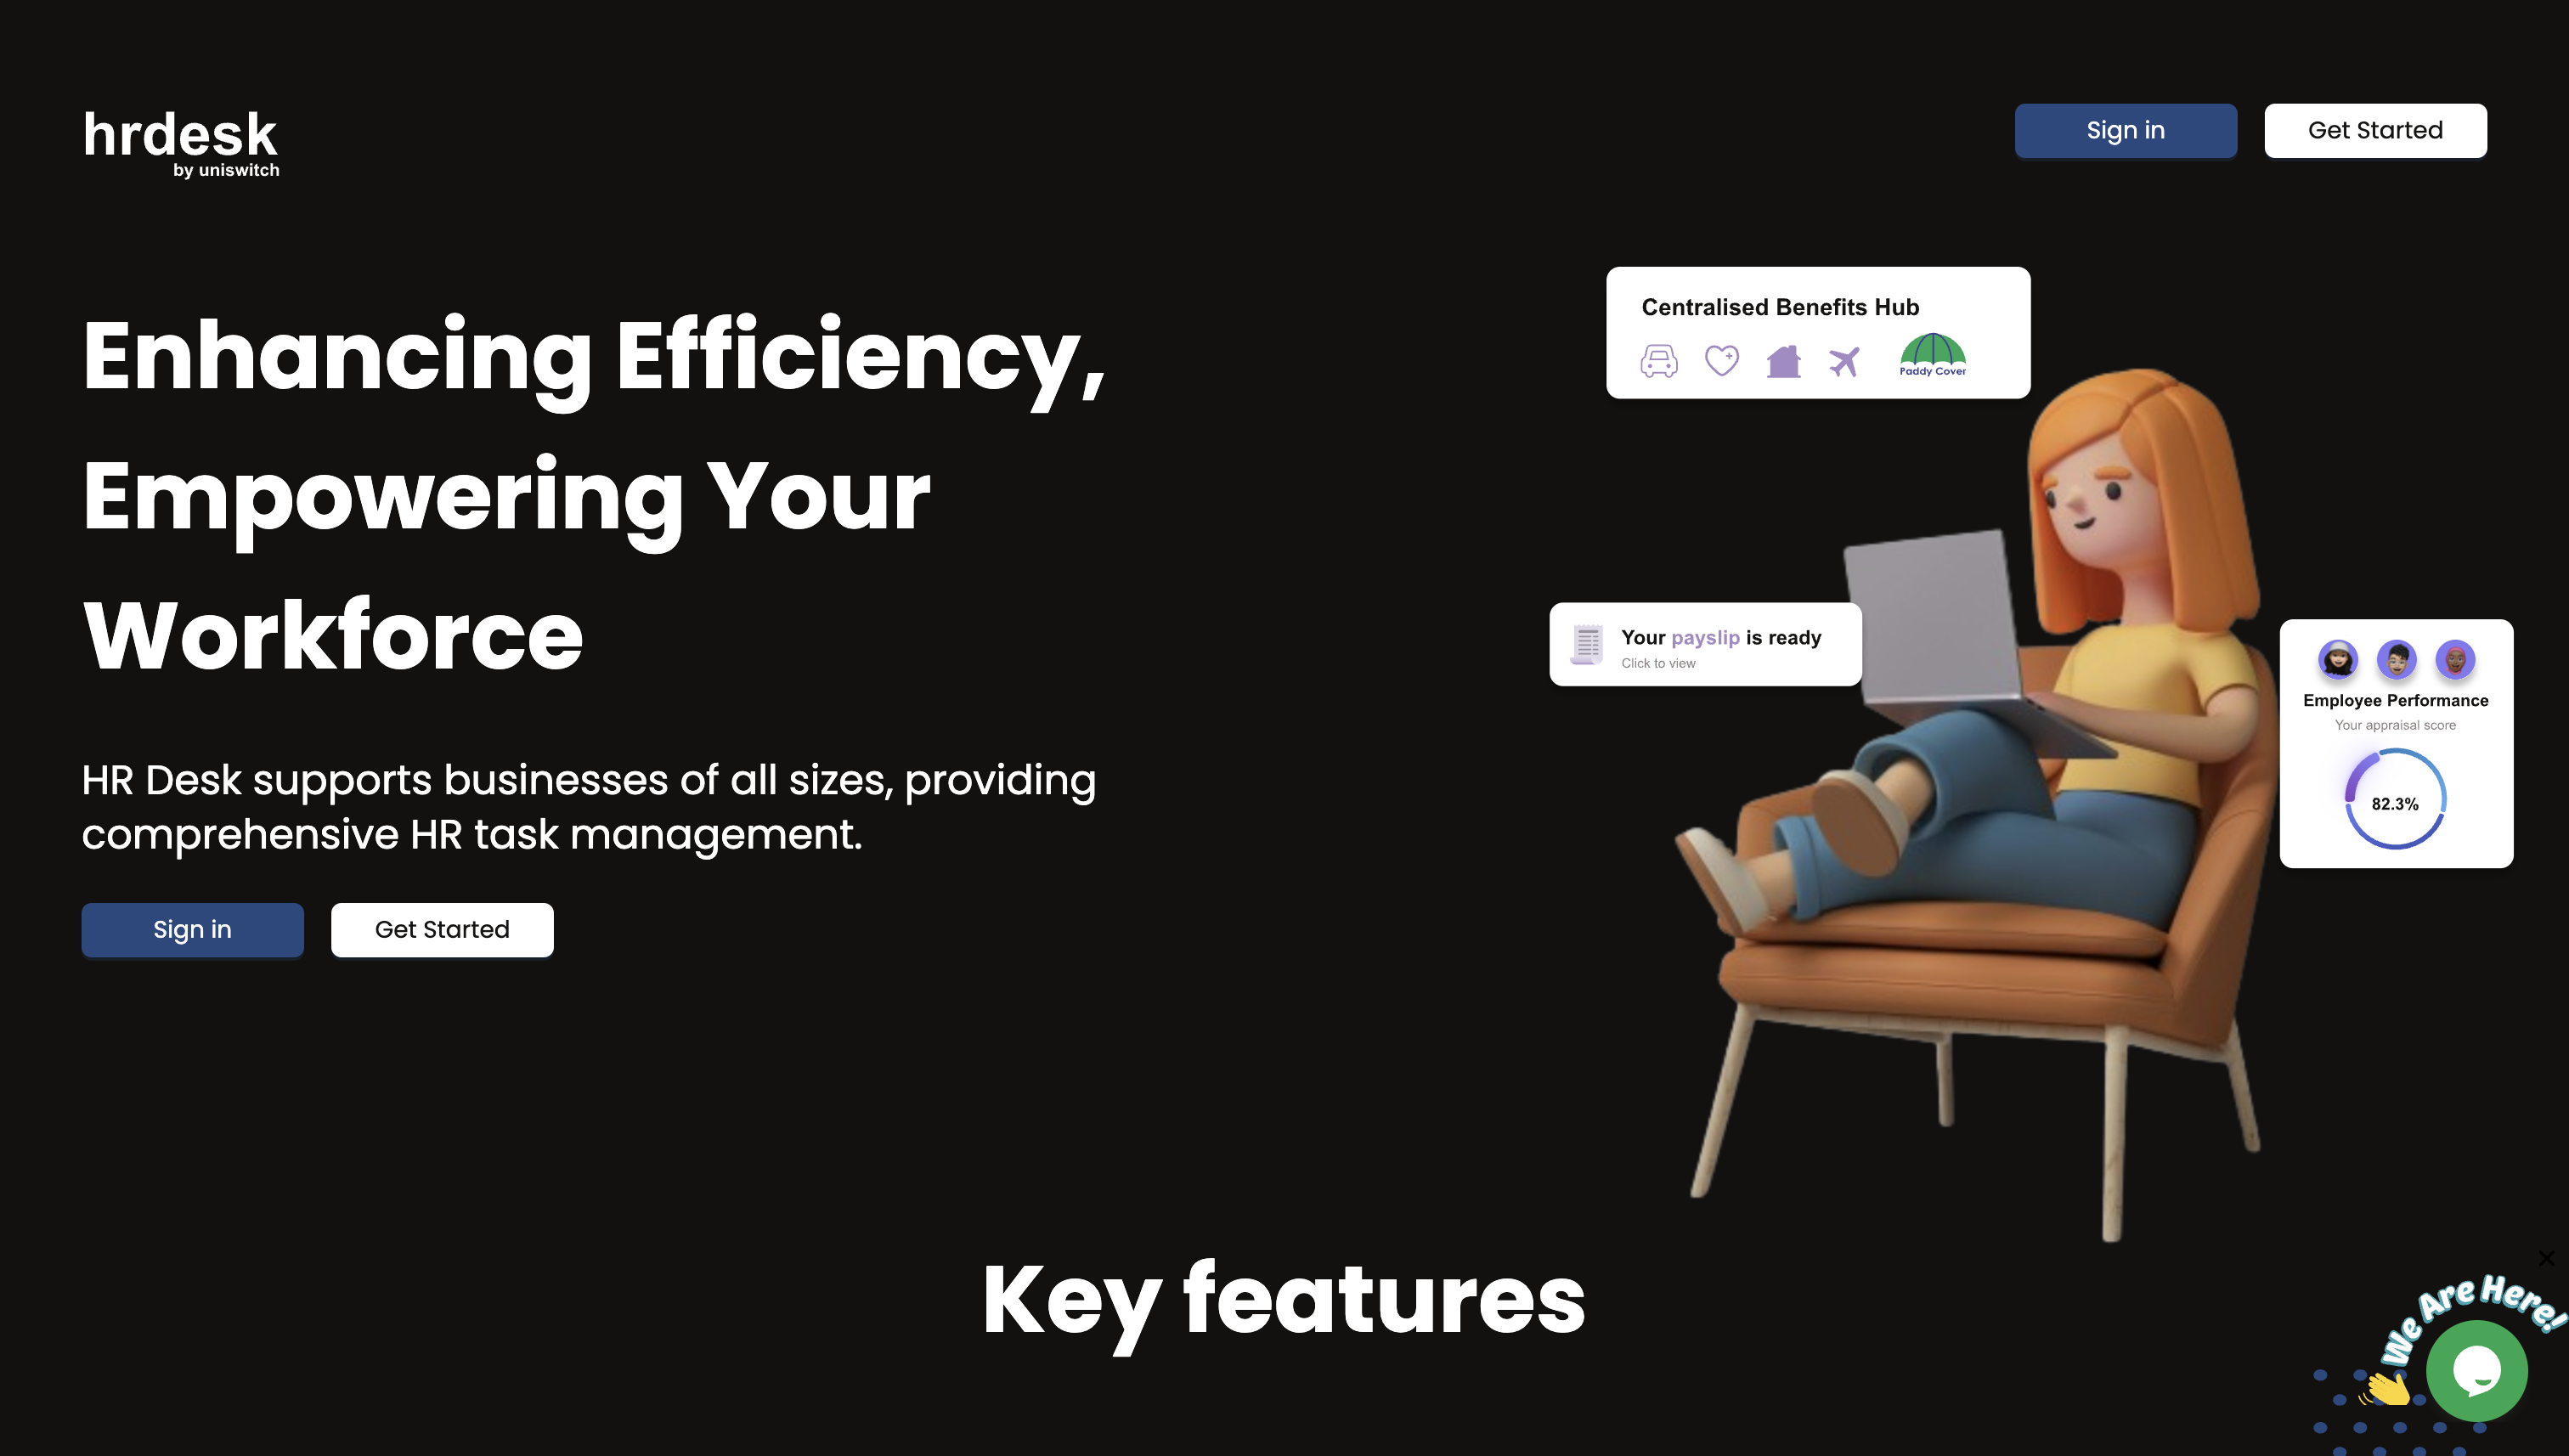 hrdesk
by uniswitch
Sign in
Get Started
Enhancing Efficiency,
Empowering Your
Workforce
HR Desk supports businesses of all sizes, providing
comprehensive HR task management.
Sign in
Get Started
Centralised Benefits Hub
Paddy Cover
Your payslip is ready
Click to view
Employee Performance
Your appraisal score
82.3%
Key features
We Are Here!